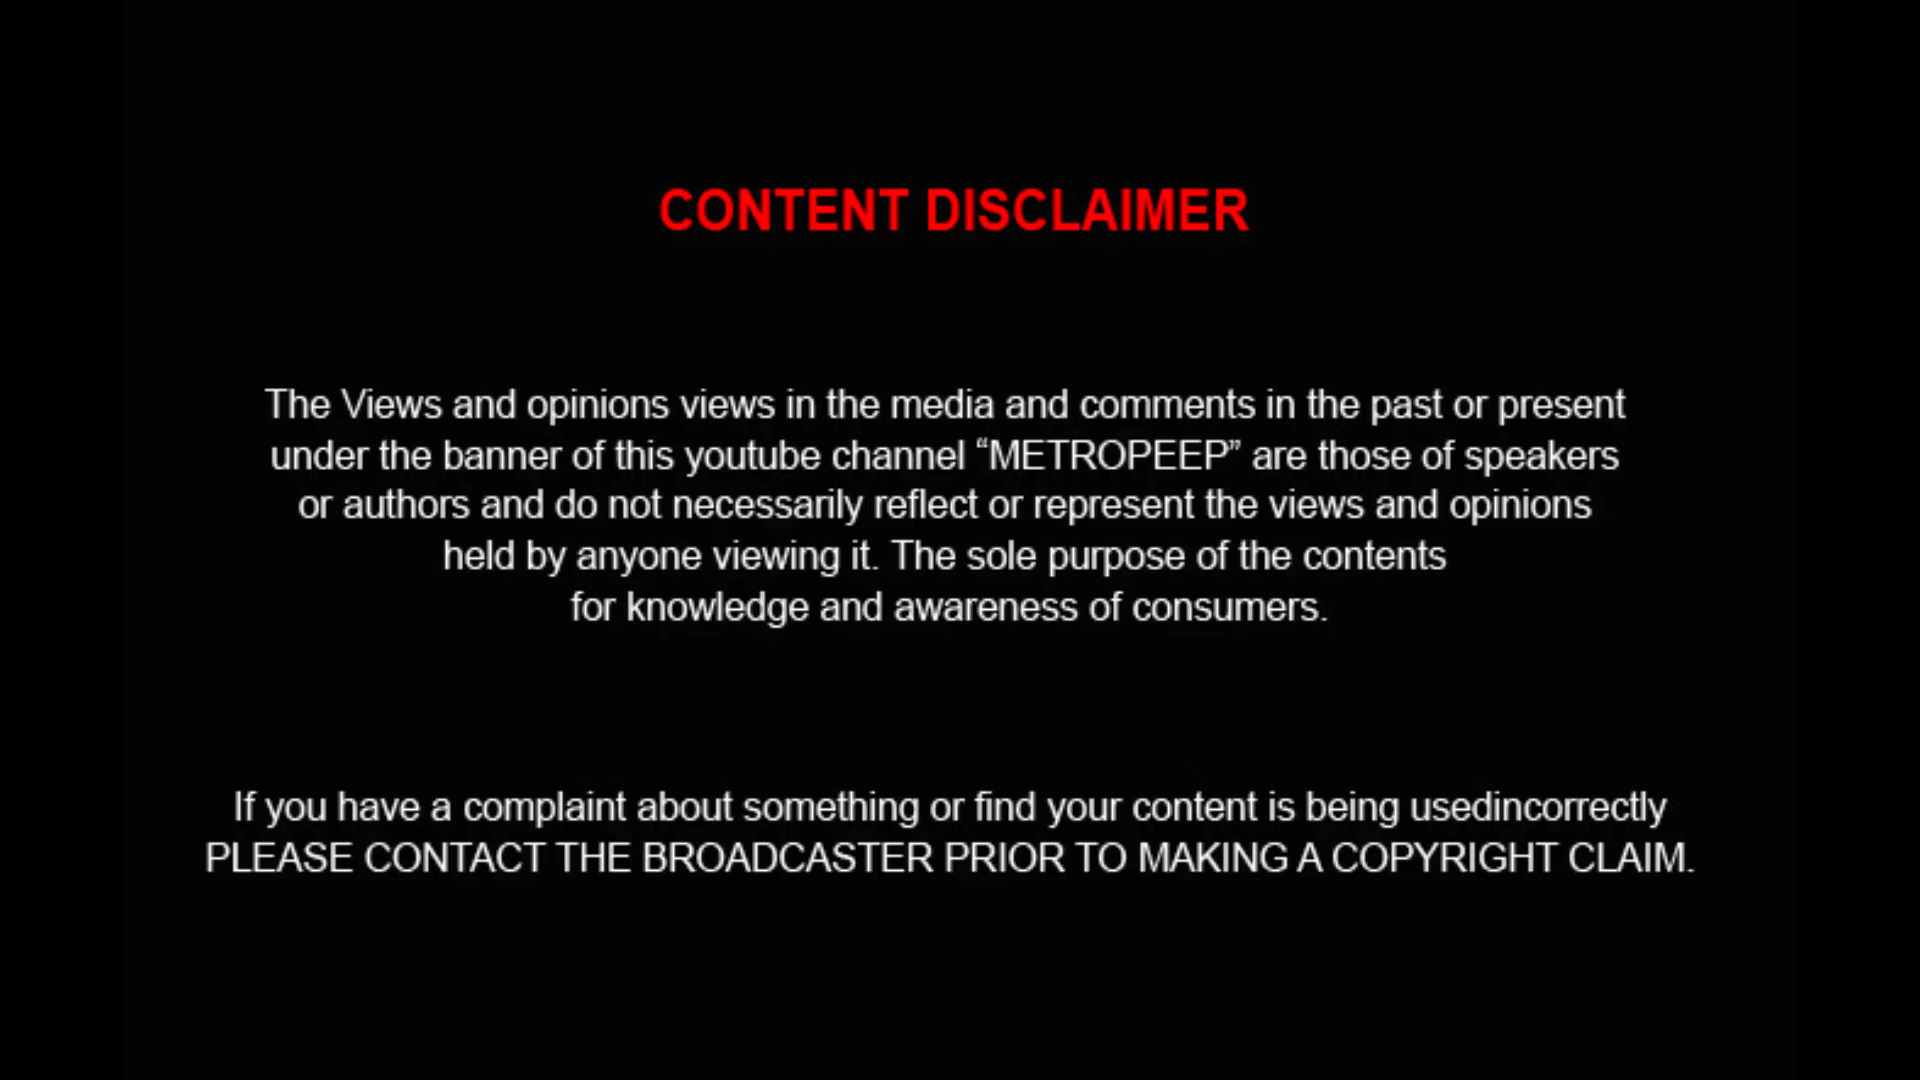 CONTENT DISCLAIMER
The Views and opinions views in the media and comments in the past or present
under the banner of this youtube channel “METROPEEP” are those of speakers
or authors and do not necessarily reflect or represent the views and opinions
held by anyone viewing it. The sole purpose of the contents
for knowledge and awareness of consumers.
If you have a complaint about something or find your content is being usedincorrectly
PLEASE CONTACT THE BROADCASTER PRIOR TO MAKING A COPYRIGHT CLAIM.